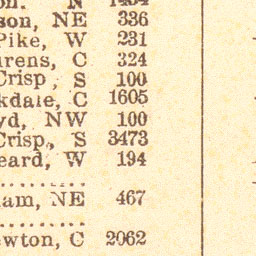 son, NE 336
Pike, W 231
urens, C 324
Crisp, S 100
kdale, C 1605
yd, NW 100
Crisp, S 3473
eard, W 194
am, NE 467
ewton, C 2062